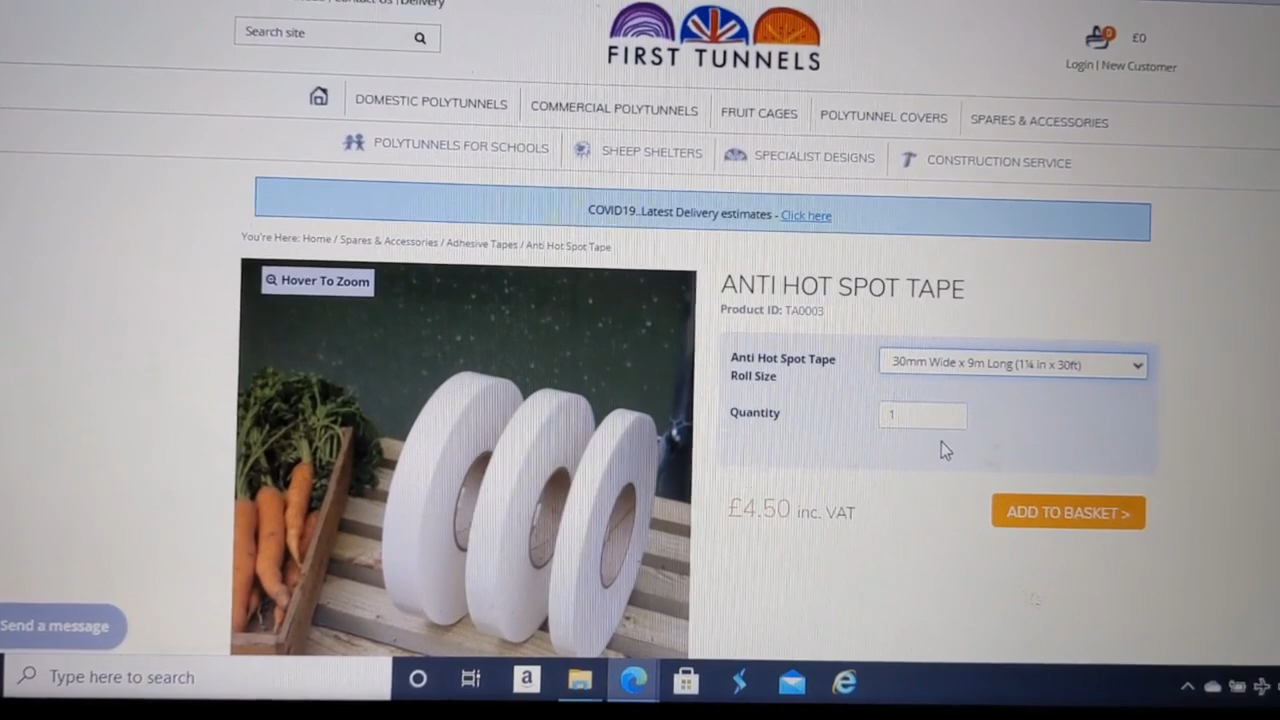 Delivery
Search site
FIRST TUNNELS
0
£0
Login | New Customer
DOMESTIC POLYTUNNELS
COMMERCIAL POLYTUNNELS
FRUIT CAGES
POLYTUNNEL COVERS
SPARES & ACCESSORIES
POLYTUNNELS FOR SCHOOLS
SHEEP SHELTERS
SPECIALIST DESIGNS
CONSTRUCTION SERVICE
COVID19..Latest Delivery estimates - Click here
You're Here: Home / Spares & Accessories / Adhesive Tapes / Anti Hot Spot Tape
Hover To Zoom
ANTI HOT SPOT TAPE
Product ID: TA0003
Anti Hot Spot Tape
Roll Size
30mm Wide x 9m Long (1¼ in x 30ft)
Quantity
1
£4.50 inc. VAT
ADD TO BASKET >
Send a message
Type here to search
a